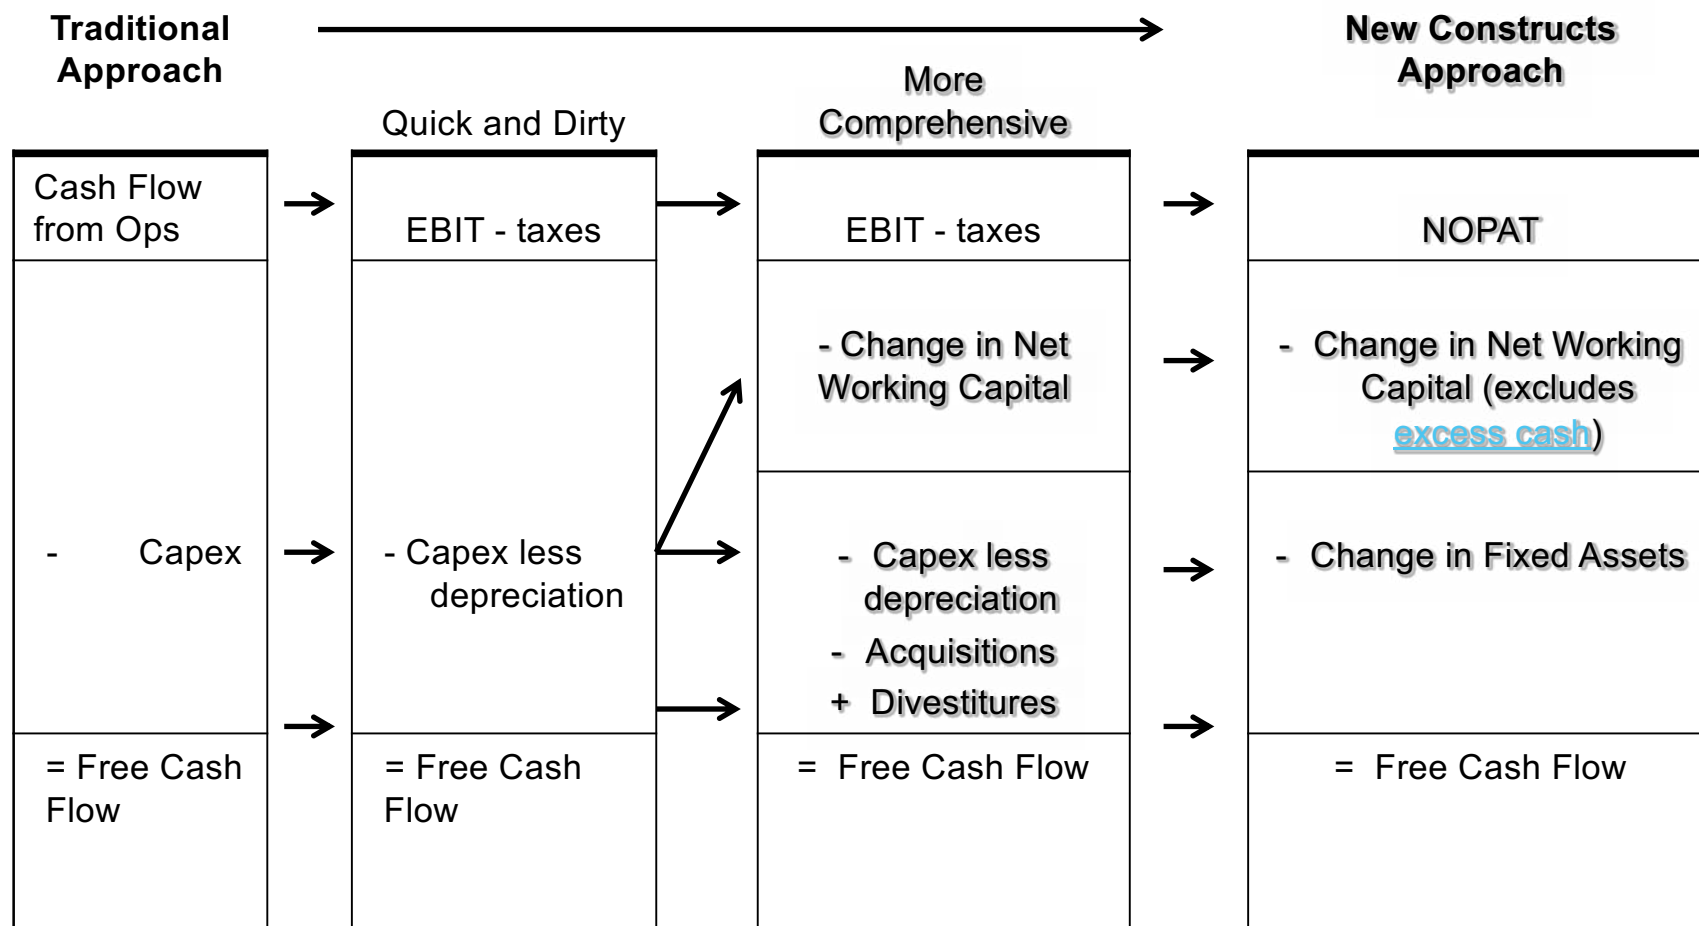 Traditional
Approach
New Constructs
Approach
Quick and Dirty
More
Comprehensive
Cash Flow
from Ops
- Capex
= Free Cash
Flow
EBIT - taxes
- Capex less
depreciation
= Free Cash
Flow
EBIT - taxes
- Change in Net
Working Capital
- Capex less
depreciation
- Acquisitions
+ Divestitures
= Free Cash Flow
NOPAT
- Change in Net Working
Capital (excludes
excess cash)
- Change in Fixed Assets
= Free Cash Flow